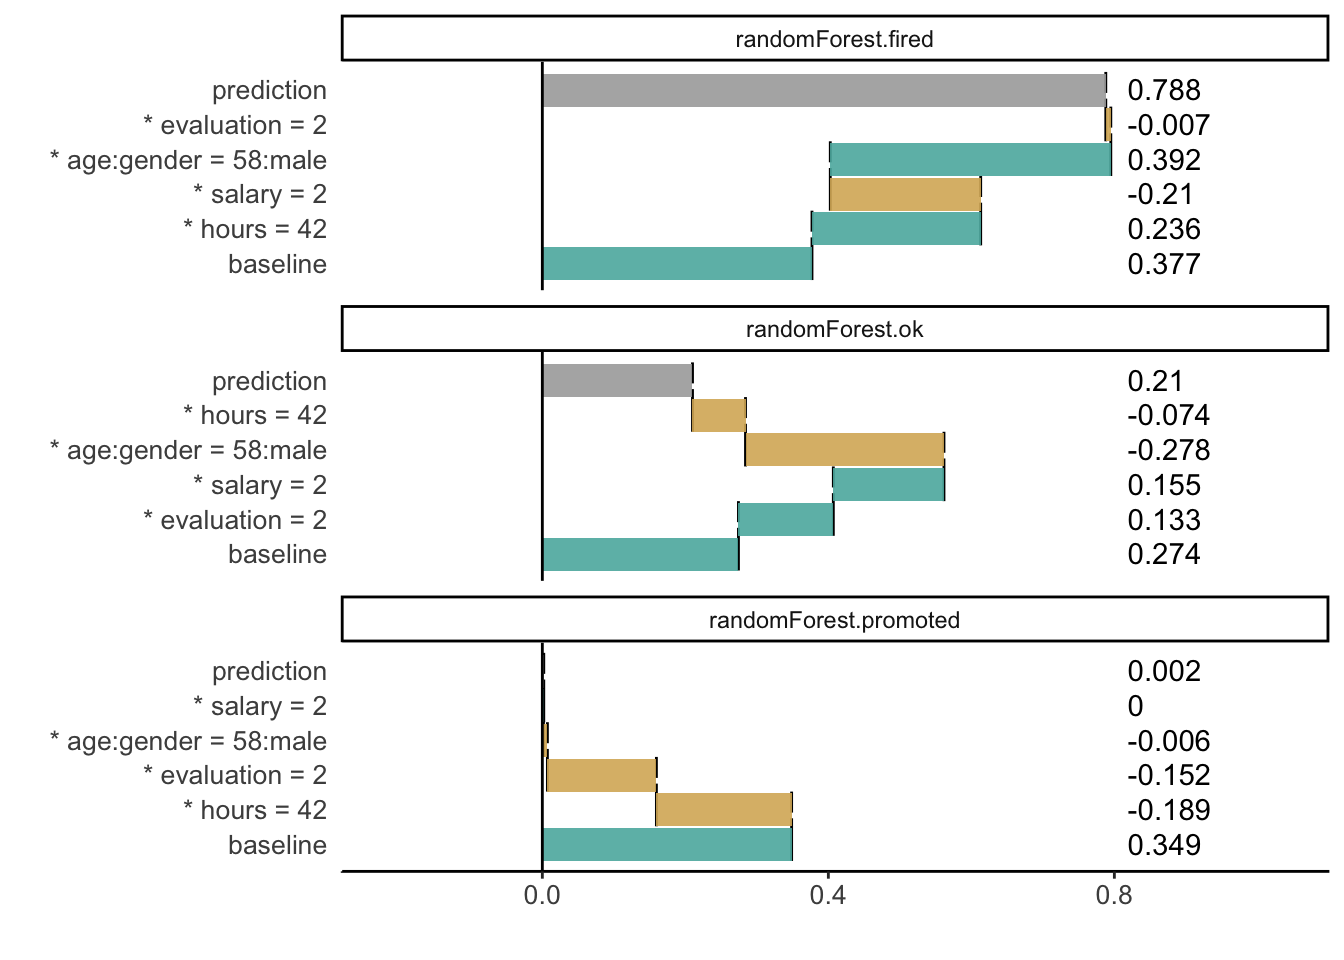 randomForest.fired
prediction 0.788
* evaluation = 2 -0.007
* age:gender = 58:male 0.392
* salary = 2 -0.21
* hours = 42 0.236
baseline 0.377
randomForest.ok
prediction 0.21
* hours = 42 -0.074
* age:gender = 58:male -0.278
* salary = 2 0.155
* evaluation = 2 0.133
baseline 0.274
randomForest.promoted
prediction 0.002
* salary = 2 0
* age:gender = 58:male -0.006
* evaluation = 2 -0.152
* hours = 42 -0.189
baseline 0.349
0.0 0.4 0.8